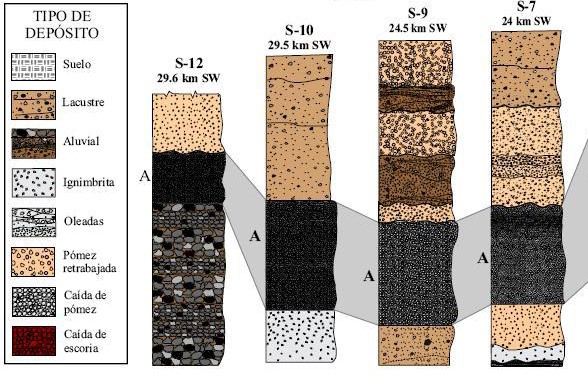 TIPO DE
DEPÓSITO
Suelo
Lacustre
Aluvial
Ignimbrita
Oleadas
Pómez
retrabajada
Caída de
pómez
Caída de
escoria
S-12
29.6 km SW
A
S-10
29.5 km SW
A
S-9
24.5 km SW
A
S-7
24 km SW
A